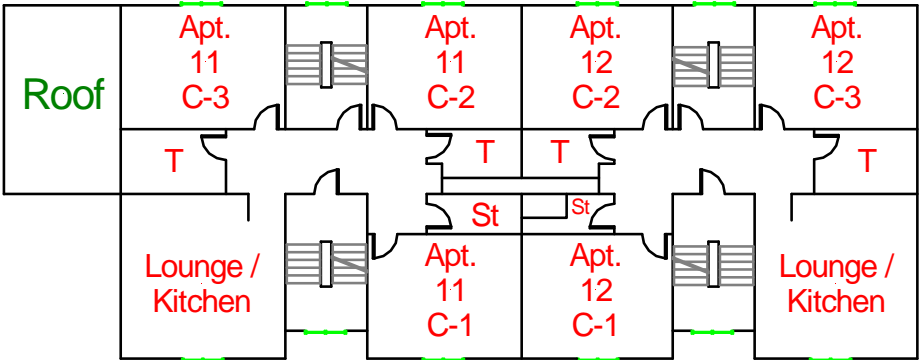 Roof
Apt.
11
C-3
Apt.
11
C-2
Apt.
12
C-2
Apt.
12
C-3
T
T
T
T
St
St
Lounge /
Kitchen
Apt.
11
C-1
Apt.
12
C-1
Lounge /
Kitchen